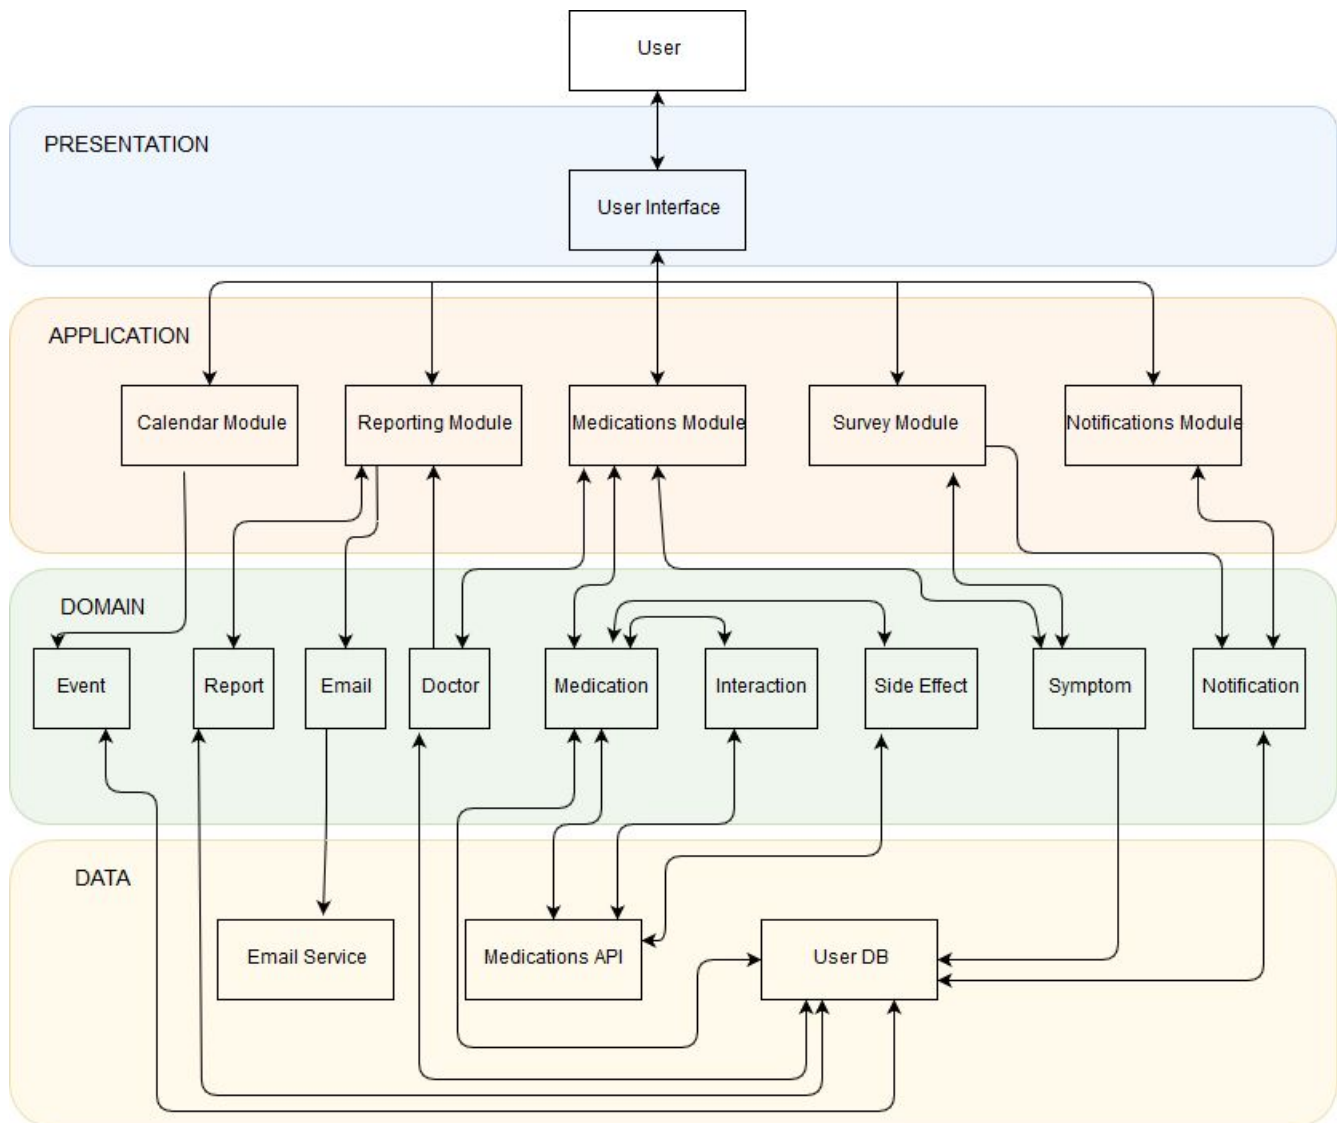 User
PRESENTATION
User Interface
APPLICATION
Calendar Module
Reporting Module
Medications Module
Survey Module
Notifications Module
DOMAIN
Event
Report
Email
Doctor
Medication
Interaction
Side Effect
Symptom
Notification
DATA
Email Service
Medications API
User DB